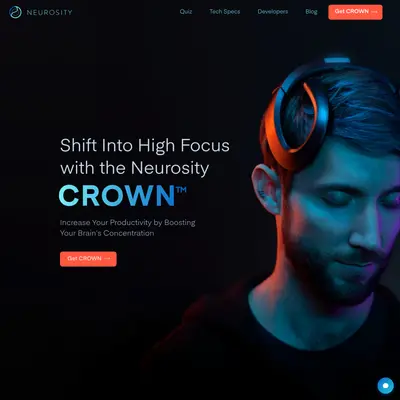 NEUROSITY
Quiz
Tech Specs
Developers
Blog
Get CROWN
Shift Into High Focus
with the Neurosity
CROWN™
Increase Your Productivity by Boosting
Your Brain's Concentration
Get CROWN